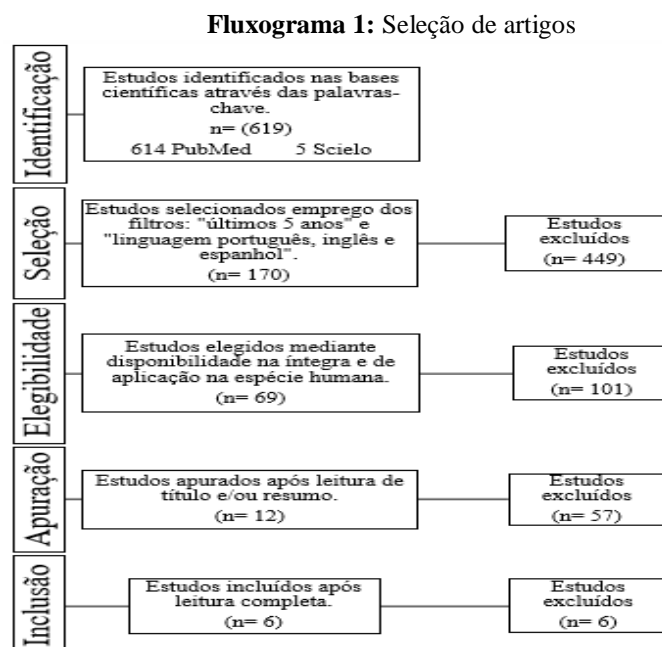 Fluxograma 1: Seleção de artigos
Identificação
Estudos identificados nas bases
científicas através das palavras-
chave.
n= (619)
614 PubMed 5 Scielo
Seleção
Estudos selecionados emprego dos
filtros: "últimos 5 anos" e
"linguagem português, inglês e
espanhol".
(n= 170)
Estudos
excluídos
(n= 449)
Elegibilidade
Estudos elegidos mediante
disponibilidade na íntegra e de
aplicação na espécie humana.
(n= 69)
Estudos
excluídos
(n= 101)
Apuração
Estudos apurados após leitura de
título e/ou resumo.
(n= 12)
Estudos
excluídos
(n= 57)
Inclusão
Estudos incluídos após
leitura completa.
(n= 6)
Estudos
excluídos
(n= 6)